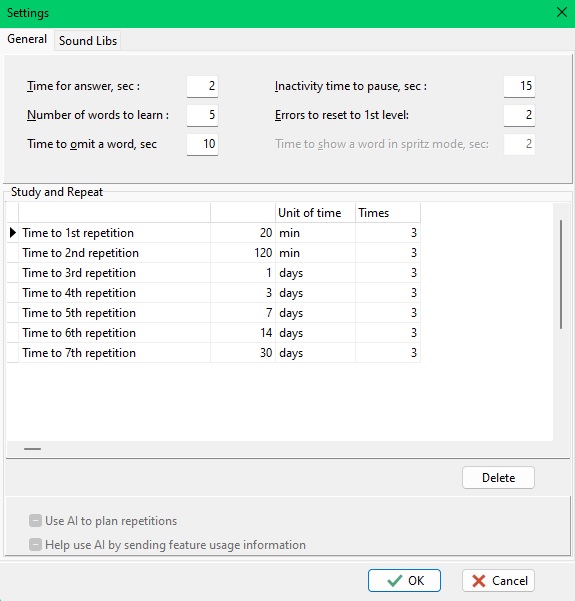 Settings
General Sound Libs
Time for answer, sec : 2 Inactivity time to pause, sec : 15
Number of words to learn : 5 Errors to reset to 1st level: 2
Time to omit a word, sec 10 Time to show a word in spritz mode, sec: 2
Study and Repeat
Unit of time Times
Time to 1st repetition 20 min 3
Time to 2nd repetition 120 min 3
Time to 3rd repetition 1 days 3
Time to 4th repetition 3 days 3
Time to 5th repetition 7 days 3
Time to 6th repetition 14 days 3
Time to 7th repetition 30 days 3
Delete
Use AI to plan repetitions
Help use AI by sending feature usage information
OK Cancel